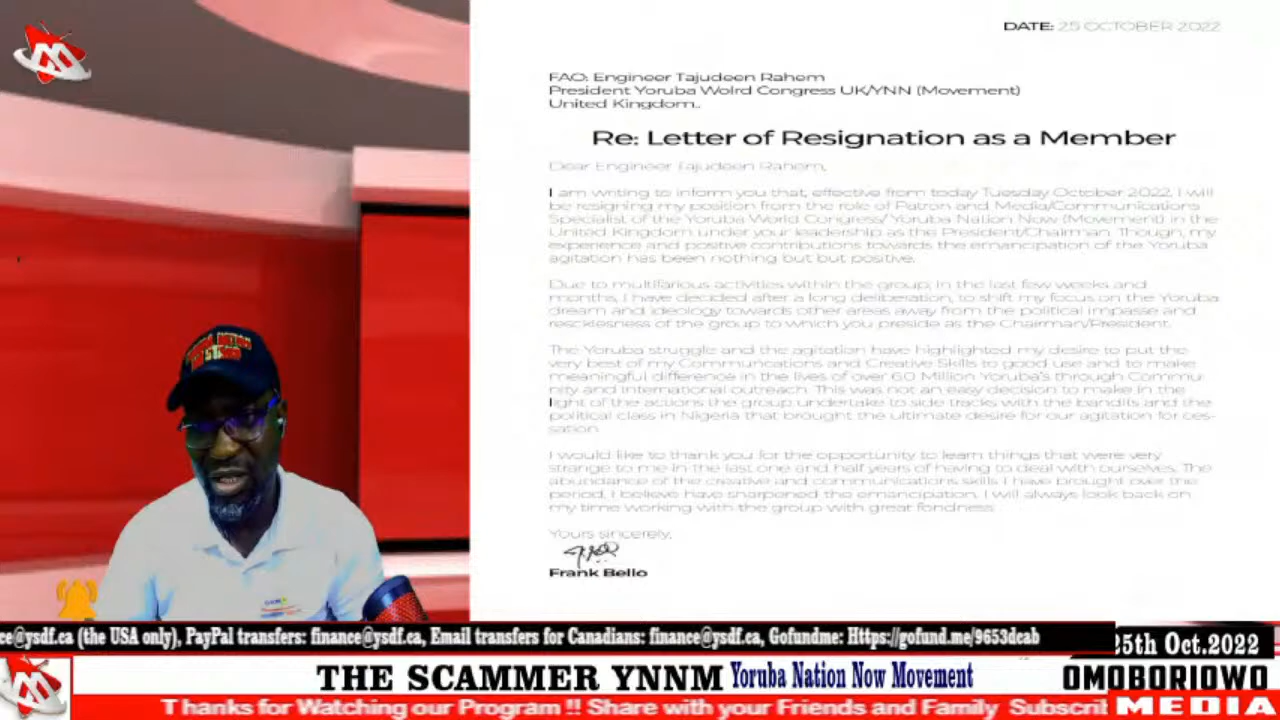 DATE: 25 OCTOBER 2022
FAO: Engineer Tajudeen Rahem
President Yoruba Wolrd Congress UK/YNN (Movement)
United Kingdom..
Re: Letter of Resignation as a Member
Dear Engineer Tajudeen Rahem,
I am writing to inform you that, effective from today Tuesday October 2022, I will
be resigning my position from the role of Patron and Media/Communications
Specialist of the Yoruba World Congress/ Yoruba Nation Now (Movement) in the
United Kingdom under your leadership as the President/Chairman. Though, my
experience and positive contributions towards the emancipation of the Yoruba
agitation has been nothing but but positive.
Due to multifarious activities within the group, in the last few weeks and
months, I have decided after a long deliberation, to shift my focus on the Yoruba
dream and ideology towards other areas away from the political impasse and
rescklesness of the group to which you preside as the Chairman/President.
The Yoruba struggle and the agitation have highlighted my desire to put the
very best of my Communications and Creative Skills to good use and to make
meaningful difference in the lives of over 60 Million Yoruba's through Commu
nity and International outreach. This was not an easy decision to make in the
light of the actions the group undertake to side tracks with the bandits and the
political class in Nigeria that brought the ultimate desire for our agitation for ces-
sation.
I would like to thank you for the opportunity to learn things that were very
strange to me in the last one and half years of having to deal with ourselves. The
abundance of the creative and communications skills I have brought over the
period, I believe have sharpened the emancipation. I will always look back on
my time working with the group with great fondness.
Yours sincerely,
Frank Bello
ce@ysdf.ca (the USA only), PayPal transfers: finance@ysdf.ca, Email transfers for Canadians: finance@ysdf.ca, Gofundme: Https://gofund.me/9653dcab
25th Oct.2022
THE SCAMMER YNNM Yoruba Nation Now Movement
OMOBORIOWO
Thanks for Watching our Program !! Share with your Friends and Family Subscrib
MEDIA